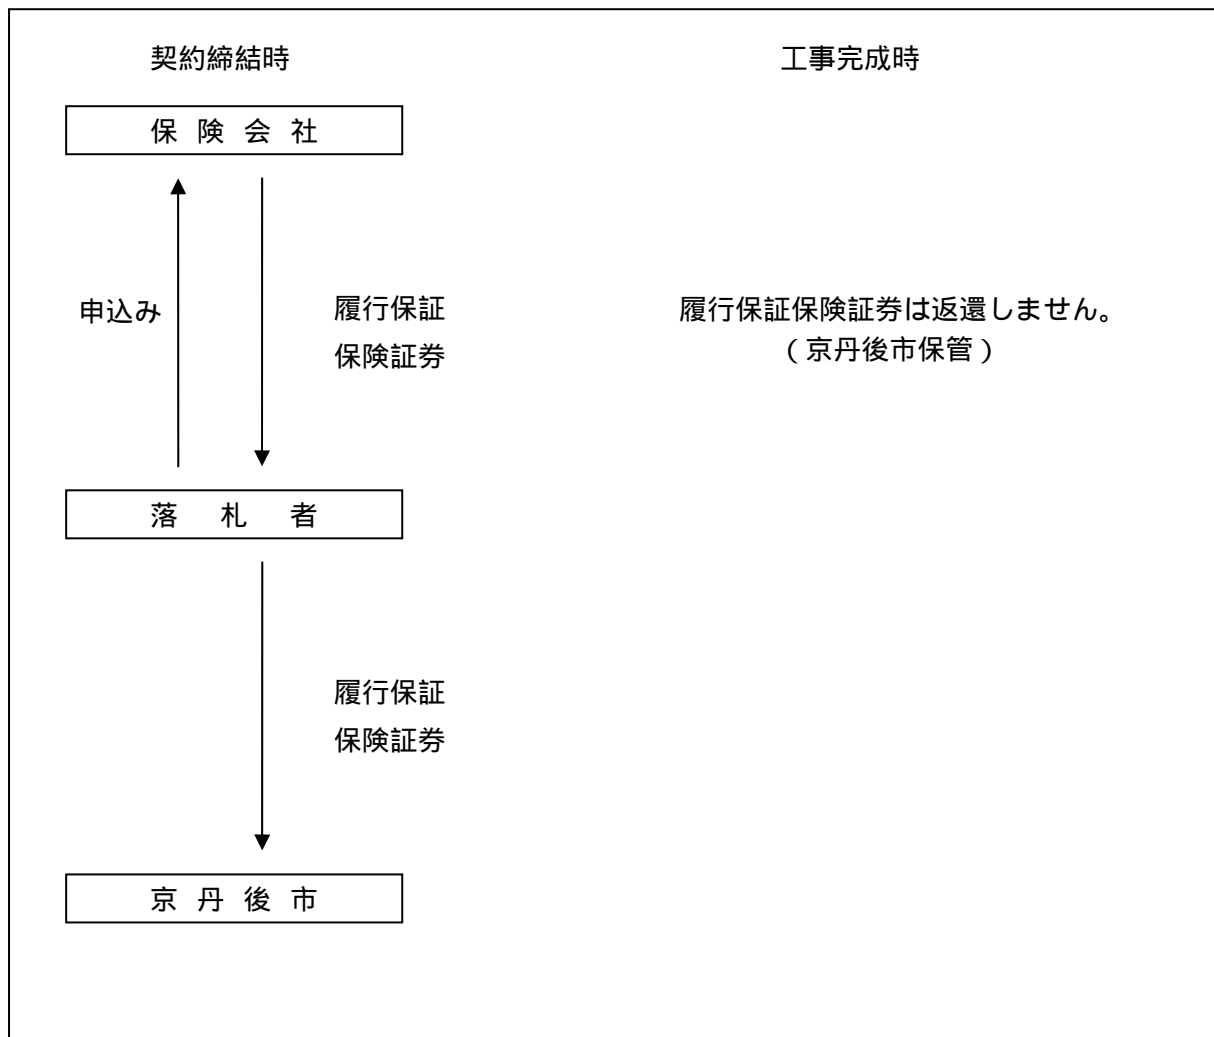 契約締結時
工事完成時
保険会社
申込み
履行保証
保険証券
履行保証保険証券は返還しません。
（京丹後市保管）
落札者
履行保証
保険証券
京丹後市